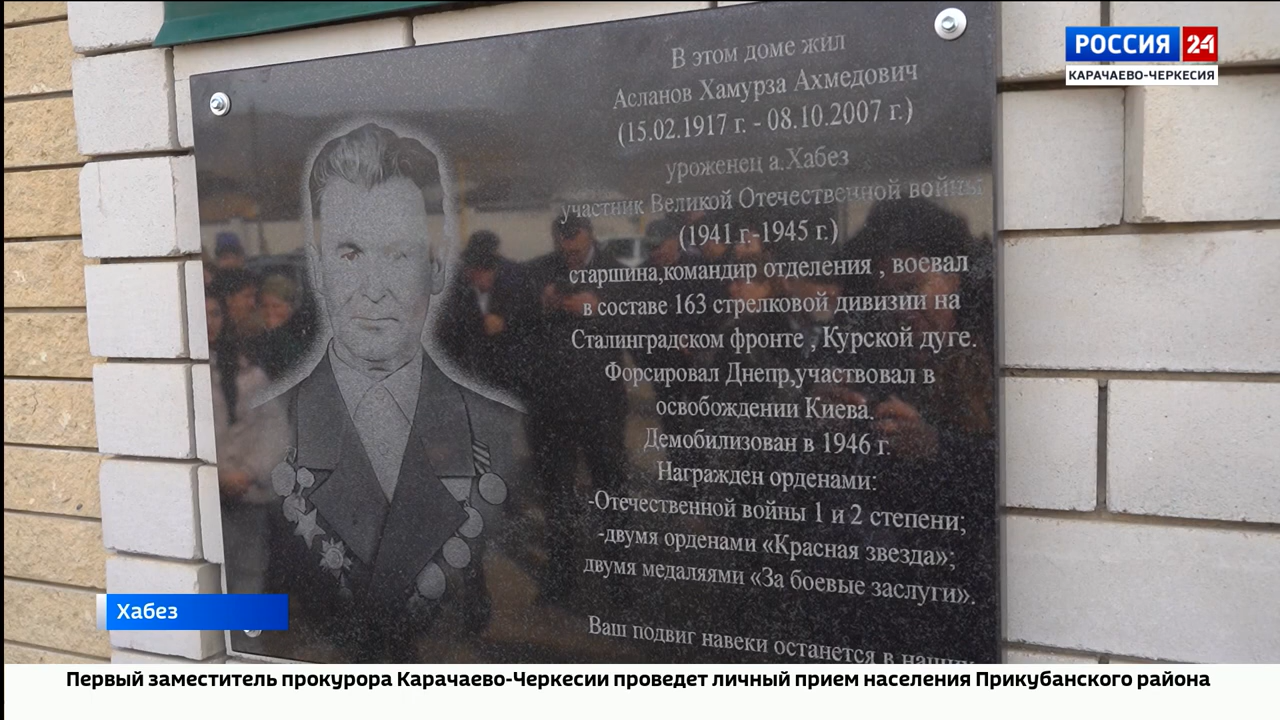 В этом доме жил
Асланов Хамурза Ахмедович
(15.02.1917 г. - 08.10.2007 г.)
уроженец а.Хабез
участник Великой Отечественной войны
(1941 г.-1945 г.)
старшина,командир отделения , воевал
в составе 163 стрелковой дивизии на
Сталинградском фронте , Курской дуге.
Форсировал Днепр,участвовал в
освобождении Киева.
Демобилизован в 1946 г.
Награжден орденами:
-Отечественной войны 1 и 2 степени;
-двумя орденами «Красная звезда»;
двумя медаляями «За боевые заслуги».
Ваш подвиг навеки останется в наших
РОССИЯ 24
КАРАЧАЕВО-ЧЕРКЕСИЯ
Хабез
Первый заместитель прокурора Карачаево-Черкесии проведет личный прием населения Прикубанского района